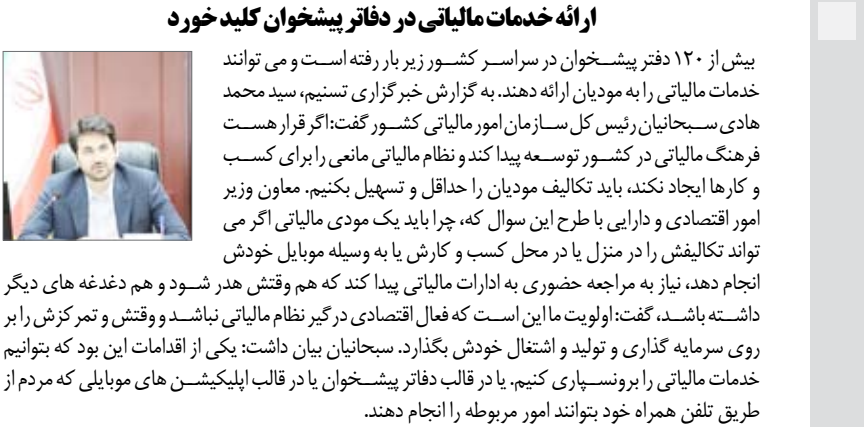 ارائه خدمات مالیاتی در دفاتر پیشخوان کلید خورد
بیش از ۱۲۰ دفتر پیشخوان در سراسر کشور زیر بار رفته است و می توانند
خدمات مالیاتی را به مودیان ارائه دهند. به گزارش خبرگزاری تسنیم، سید محمد
هادی سبحانیان رئیس کل سازمان امور مالیاتی کشور گفت: اگر قرار هست
فرهنگ مالیاتی در کشور توسعه پیدا کند و نظام مالیاتی مانعی را برای کسب
و کارها ایجاد نکند، باید تکالیف مودیان را حداقل و تسهیل بکنیم. معاون وزیر
امور اقتصادی و دارایی با طرح این سوال که، چرا باید یک مودی مالیاتی اگر می
تواند تکالیفش را در منزل یا در محل کسب و کارش یا به وسیله موبایل خودش
انجام دهد، نیاز به مراجعه حضوری به ادارات مالیاتی پیدا کند که هم وقتش هدر شود و هم دغدغه های دیگر
داشته باشد، گفت: اولویت ما این است که فعال اقتصادی درگیر نظام مالیاتی نباشد و وقتش و تمرکزش را بر
روی سرمایه گذاری و تولید و اشتغال خودش بگذارد. سبحانیان بیان داشت: یکی از اقدامات این بود که بتوانیم
خدمات مالیاتی را برونسپاری کنیم. یا در قالب دفاتر پیشخوان یا در قالب اپلیکیشن های موبایلی که مردم از
طریق تلفن همراه خود بتوانند امور مربوطه را انجام دهند.